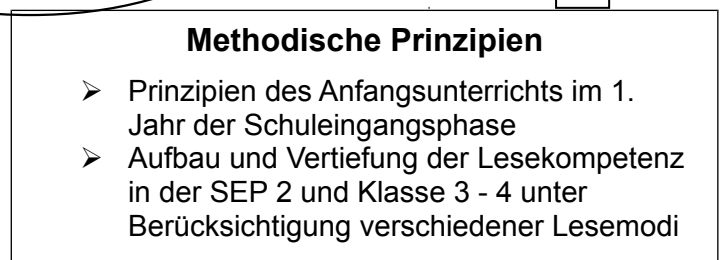 Methodische Prinzipien
➢ Prinzipien des Anfangsunterrichts im 1.
Jahr der Schuleingangsphase
➢ Aufbau und Vertiefung der Lesekompetenz
in der SEP 2 und Klasse 3 - 4 unter
Berücksichtigung verschiedener Lesemodi